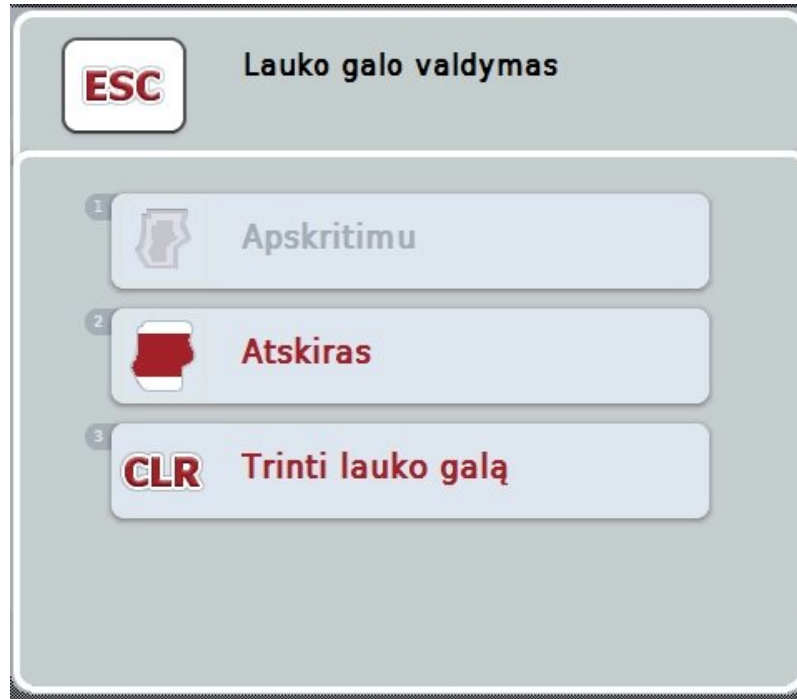 ESC
Lauko galo valdymas
1
Apskritimu
2
Atskiras
3
CLR
Trinti lauko galą